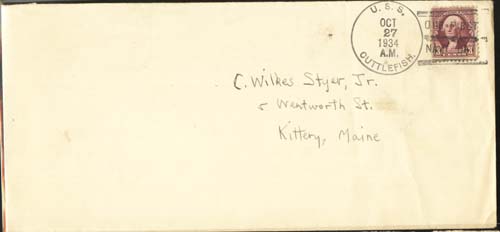 U. S. S.
OCT
27
1934
A.M.
CUTTLEFISH.
C. Wilkes Styer, Jr.
5 Wentworth St.
Kittery, Maine